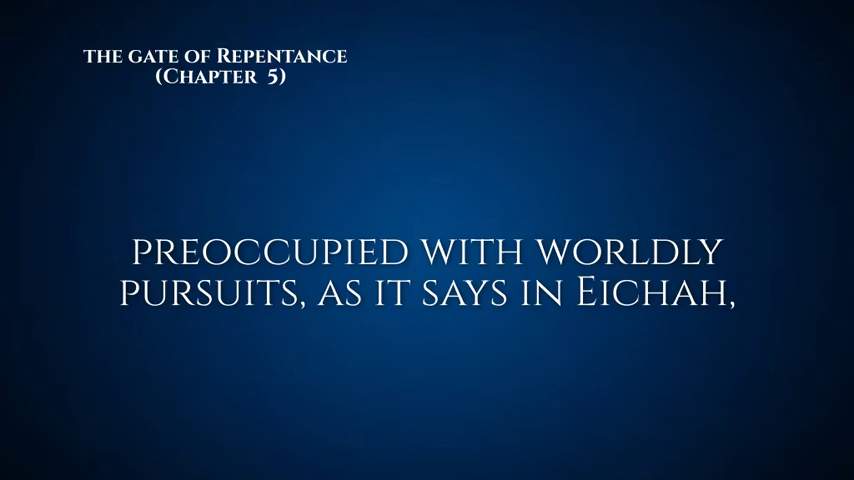 THE GATE OF REPENTANCE
(CHAPTER 5)
PREOCCUPIED WITH WORLDLY
PURSUITS, AS IT SAYS IN EICHAH,